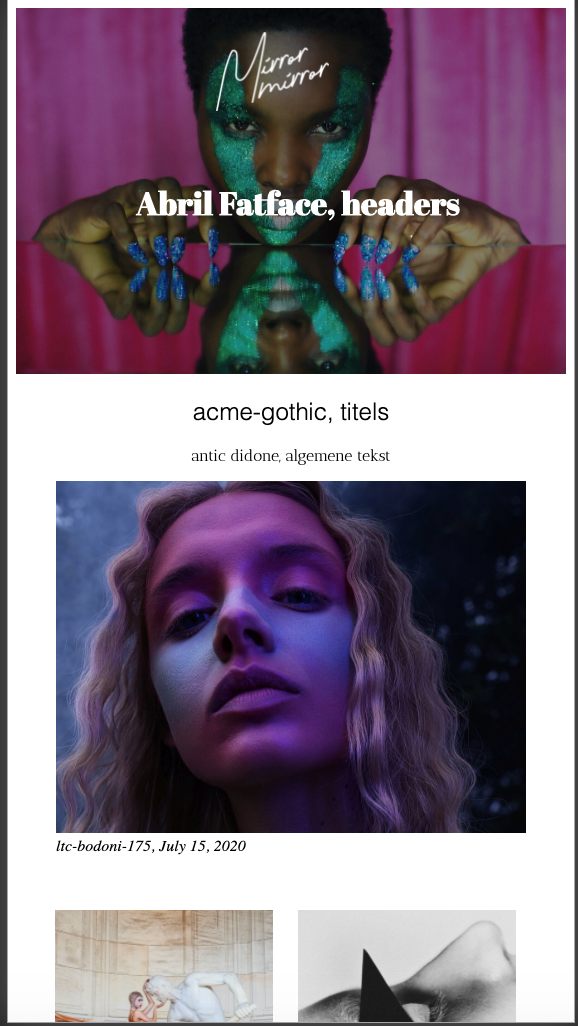 Mirror
mirror
Abril Fatface, headers
acme-gothic, titels
antic didone, algemene tekst
ltc-bodoni-175, July 15, 2020